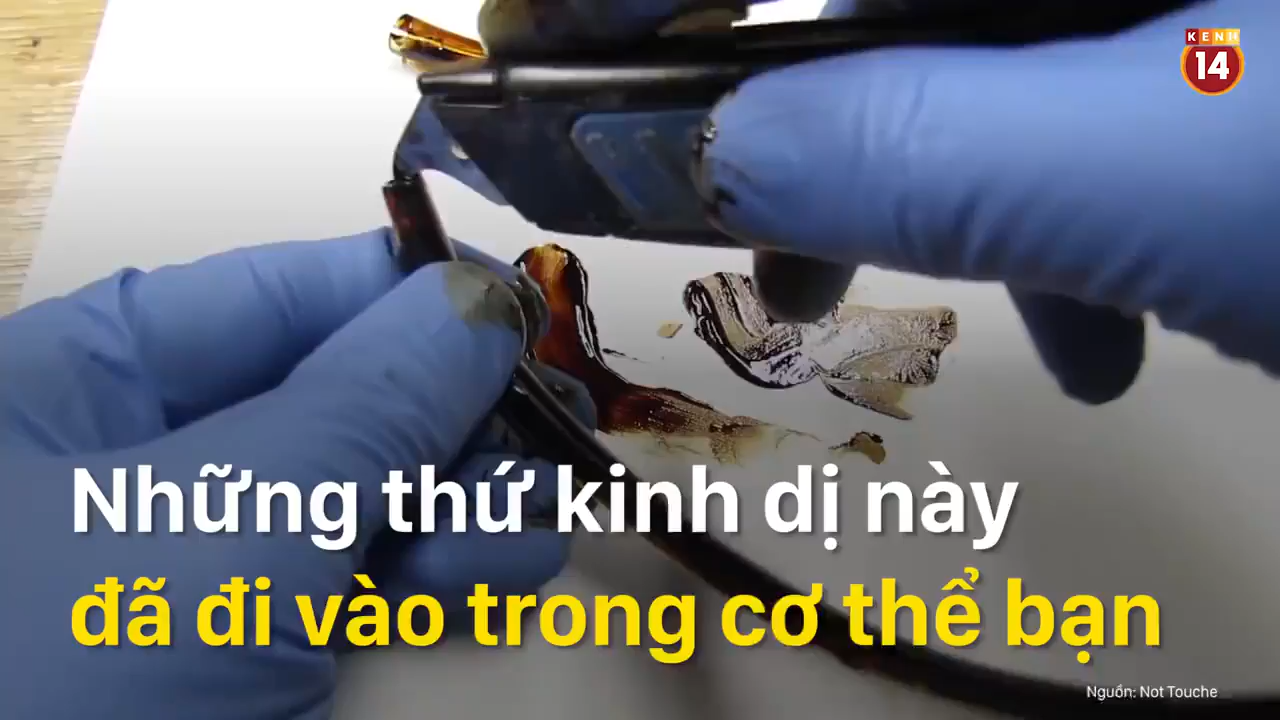 KENH
14
Những thứ kinh dị này
đã đi vào trong cơ thể bạn
Nguồn: Not Touche